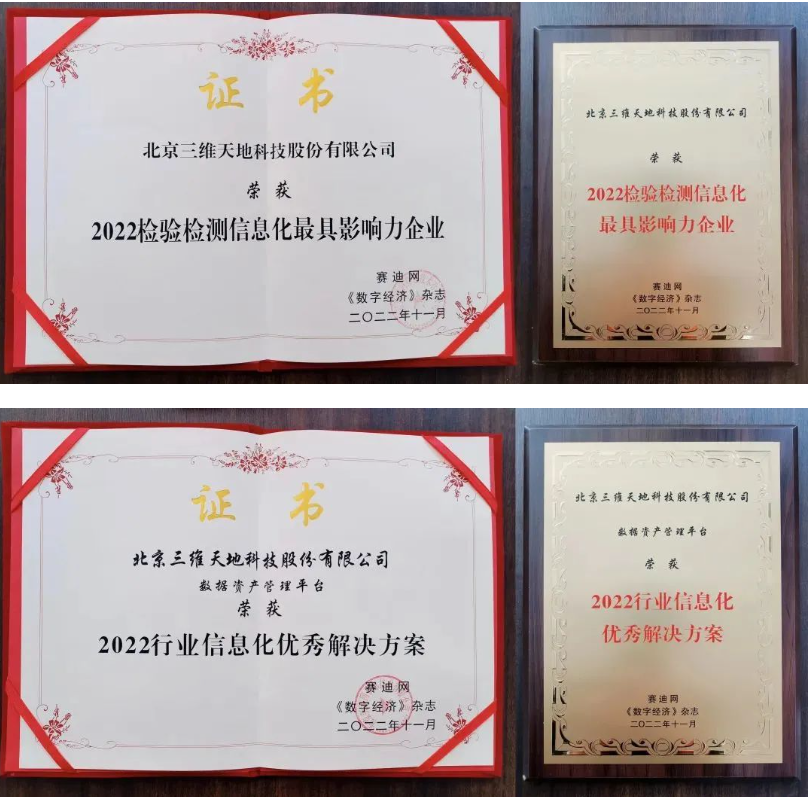 证 书
北京三维天地科技股份有限公司
荣 获
2022检验检测信息化最具影响力企业
赛迪网
《数字经济》杂志
二〇二二年十一月
北京三维天地科技股份有限公司
荣 获
2022检验检测信息化
最具影响力企业
赛迪网
《数字经济》杂志
二〇二二年十一月
证 书
北京三维天地科技股份有限公司
数据资产管理平台
荣 获
2022行业信息化优秀解决方案
赛迪网
《数字经济》杂志
二〇二二年十一月
北京三维天地科技股份有限公司
数据资产管理平台
荣 获
2022行业信息化
优秀解决方案
赛迪网
《数字经济》杂志
二〇二二年十一月